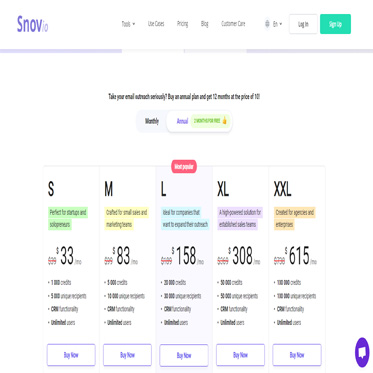 Snov.io
Tools
Use Cases
Pricing
Blog
Customer Care
En
Log In
Sign Up
Take your email outreach seriously? Buy an annual plan and get 12 months at the price of 10!
Monthly
Annual
2 MONTHS FOR FREE
Most popular
S
Perfect for startups and
solopreneurs
$39 $33 /mo
• 1 000 credits
• 5 000 unique recipients
• CRM functionality
• Unlimited users
Buy Now
M
Crafted for small sales and
marketing teams
$99 $83 /mo
• 5 000 credits
• 10 000 unique recipients
• CRM functionality
• Unlimited users
Buy Now
L
Ideal for companies that
want to expand their outreach
$189 $158 /mo
• 20 000 credits
• 30 000 unique recipients
• CRM functionality
• Unlimited users
Buy Now
XL
A high-powered solution for
established sales teams
$369 $308 /mo
• 50 000 credits
• 50 000 unique recipients
• CRM functionality
• Unlimited users
Buy Now
XXL
Created for agencies and
enterprises
$738 $615 /mo
• 100 000 credits
• 100 000 unique recipients
• CRM functionality
• Unlimited users
Buy Now